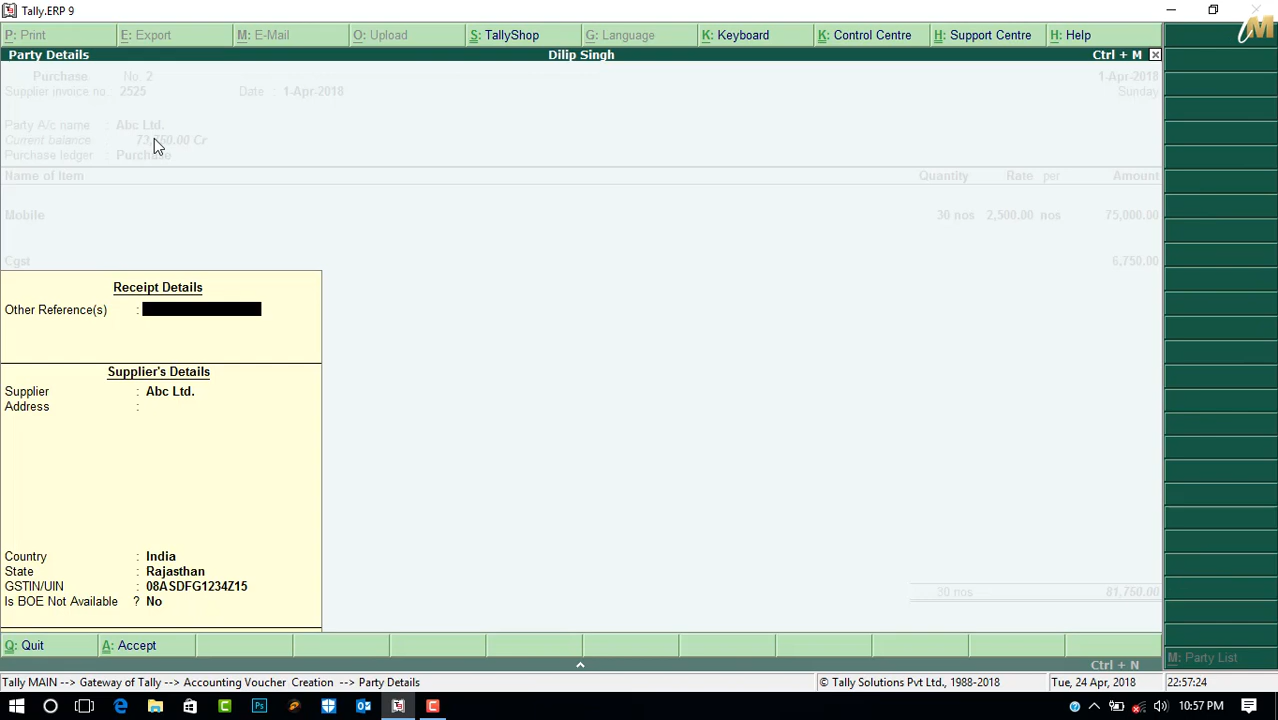 Tally.ERP 9
P: Print E: Export M: E-Mail O: Upload S: TallyShop G: Language K: Keyboard K: Control Centre H: Support Centre H: Help
Party Details Dilip Singh Ctrl + M
Purchase No. 2 1-Apr-2018
Supplier invoice no. 2525 Date : 1-Apr-2018 Sunday
Party A/c name : Abc Ltd.
Current balance : 73,750.00 Cr
Purchase ledger : Purchase
Name of Item Quantity Rate per Amount
Mobile 30 nos 2,500.00 nos 75,000.00
Cgst 6,750.00
Receipt Details
Other Reference(s) :
Supplier's Details
Supplier : Abc Ltd.
Address :
Country : India
State : Rajasthan
GSTIN/UIN : 08ASDFG1234Z15
Is BOE Not Available ? No
30 nos 81,750.00
Q: Quit A: Accept
M: Party List
Ctrl + N
Tally MAIN --> Gateway of Tally --> Accounting Voucher Creation --> Party Details © Tally Solutions Pvt Ltd., 1988-2018 Tue, 24 Apr, 2018 22:57:24
10:57 PM